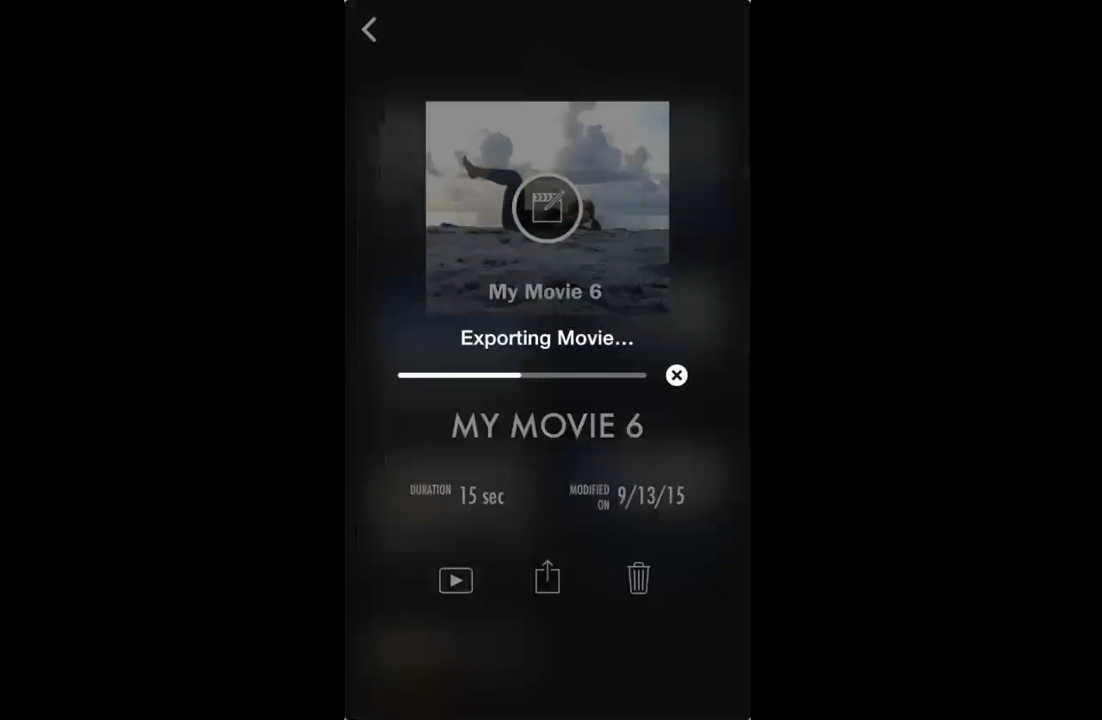 My Movie 6
Exporting Movie...
MY MOVIE 6
DURATION 15 sec
MODIFIED ON 9/13/15